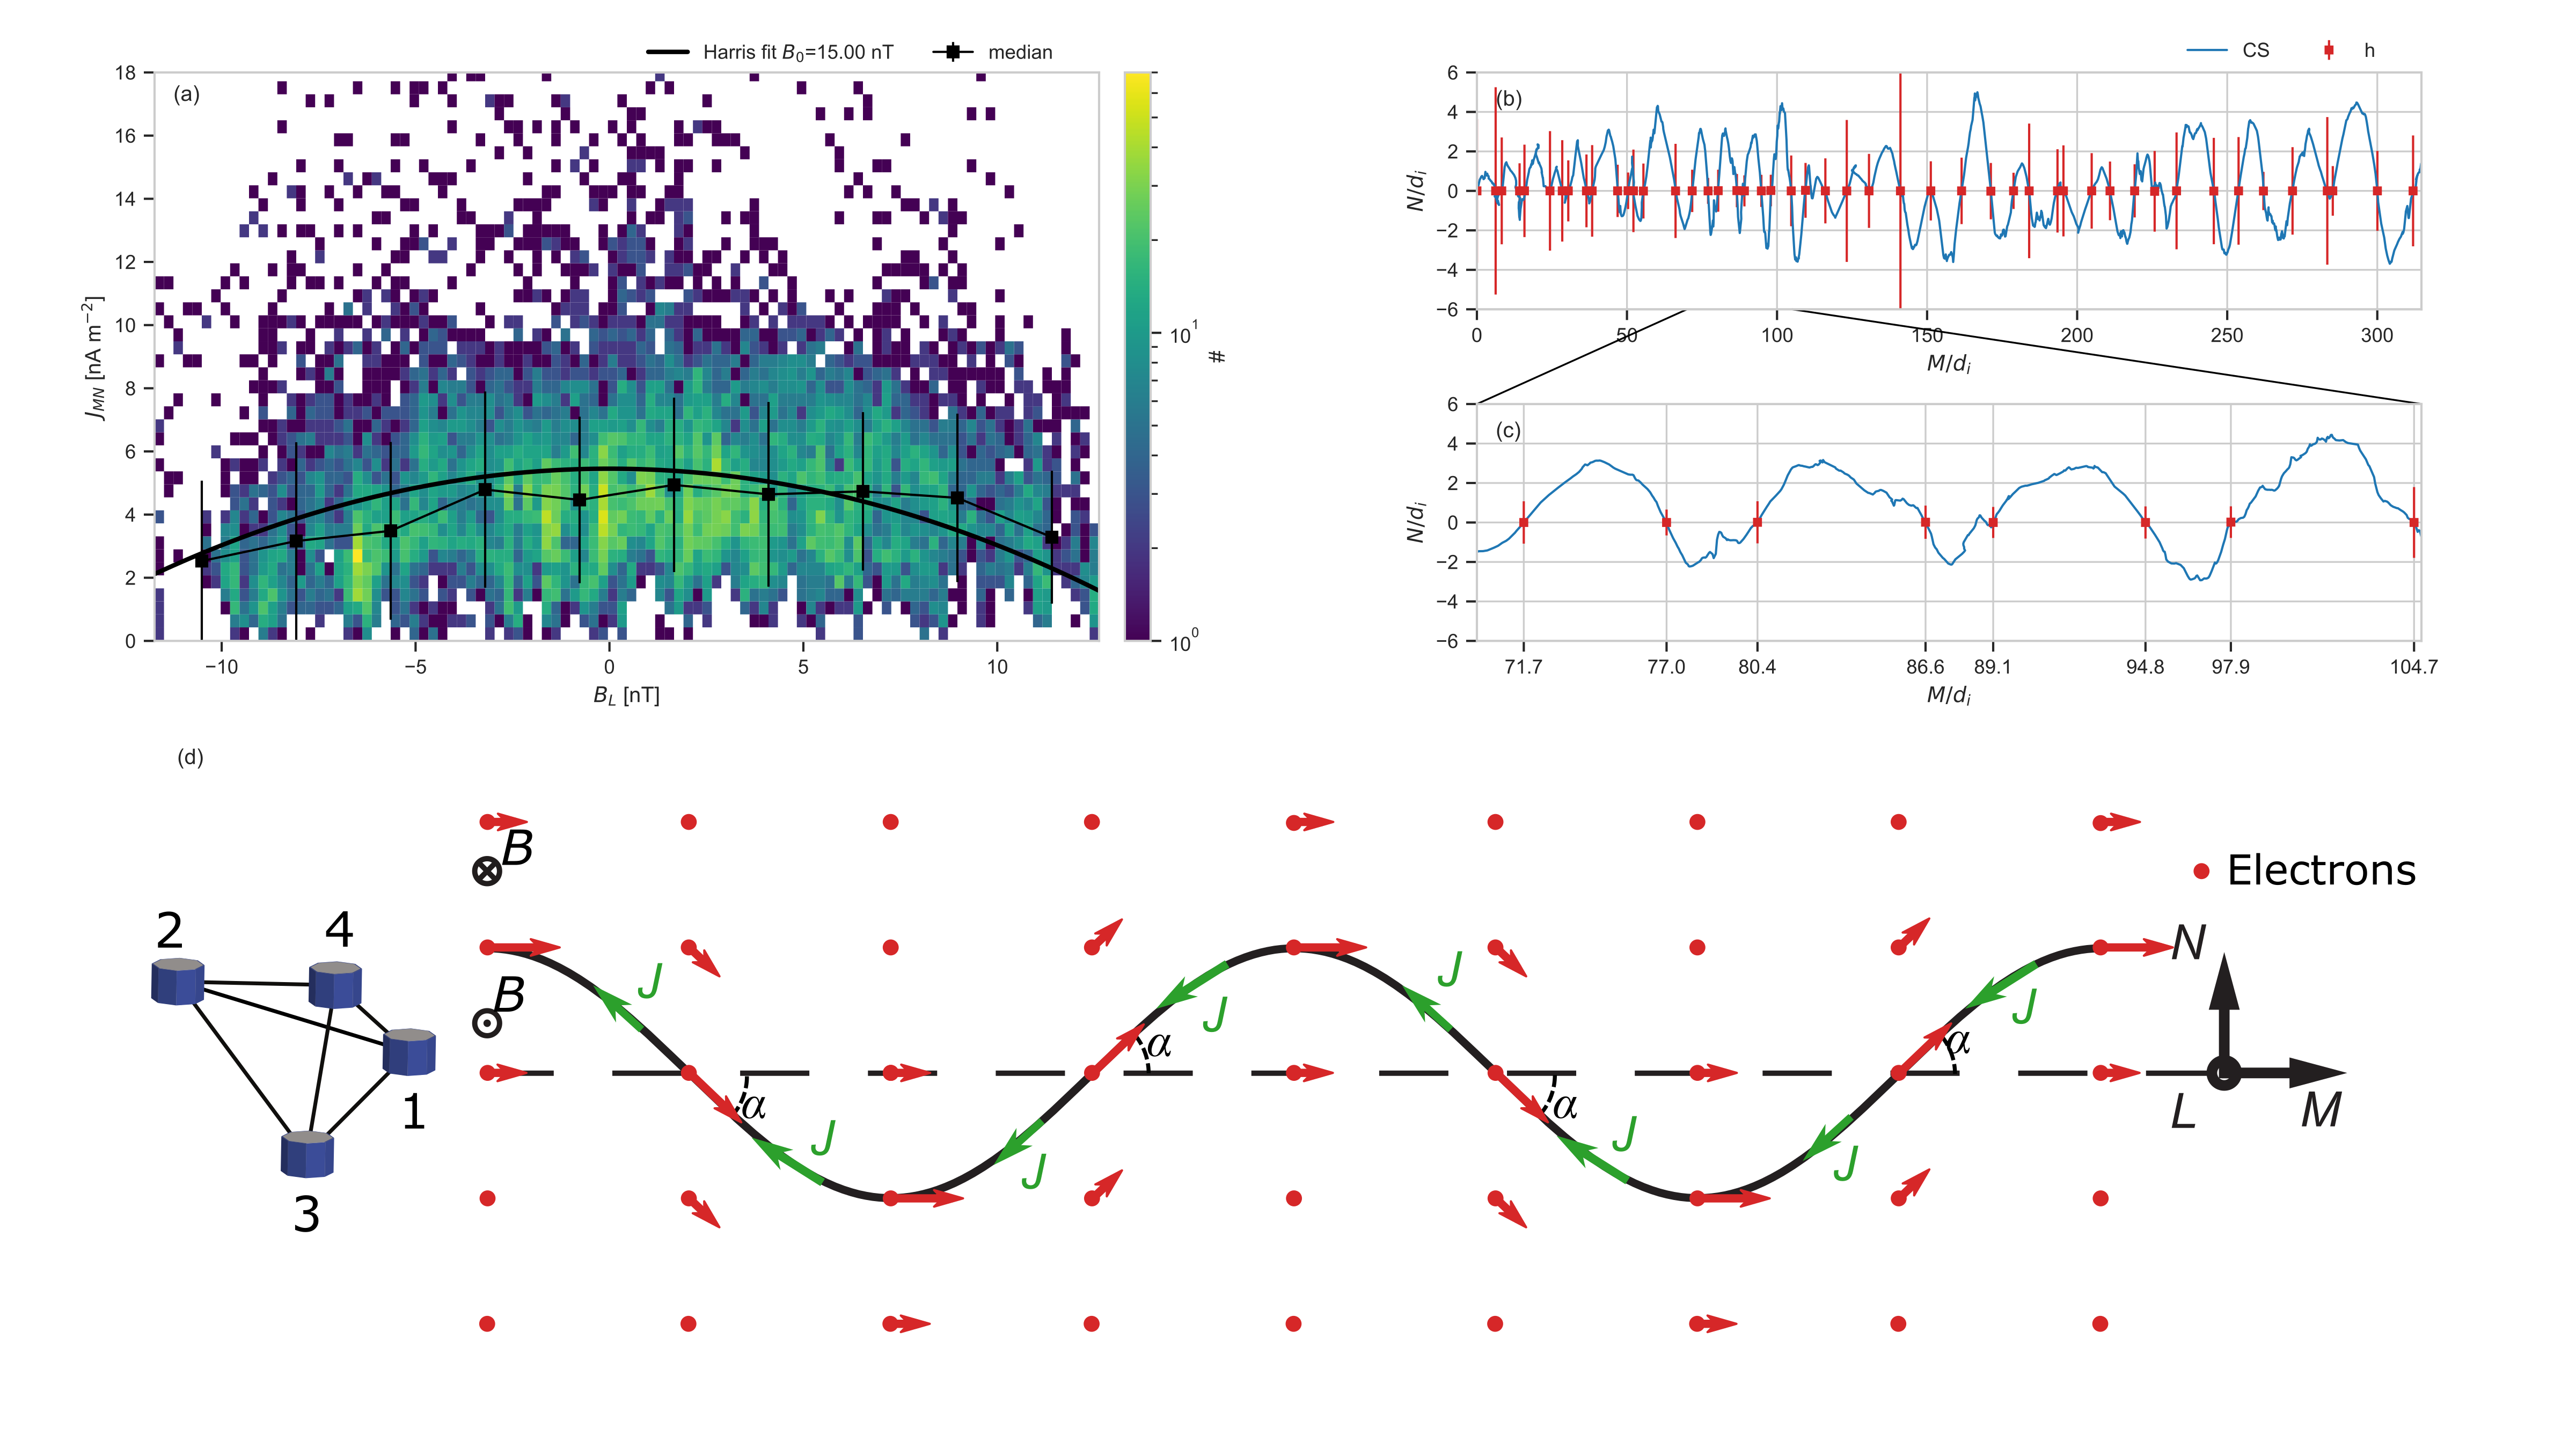 Harris fit B₀=15.00 nT
median
(a)
18
16
14
12
10
8
6
4
2
0
J_MN [nA m⁻²]
−10
−5
0
5
10
B_L [nT]
10¹
10⁰
#
CS
h
(b)
6
4
2
0
−2
−4
−6
N/d_i
0
50
100
150
200
250
300
M/d_i
(c)
6
4
2
0
−2
−4
−6
N/d_i
71.7
77.0
80.4
86.6
89.1
94.8
97.9
104.7
M/d_i
(d)
B
Electrons
2
4
N
J
J
B
J
J
α
α
1
α
α
L
M
J
J
J
J
3